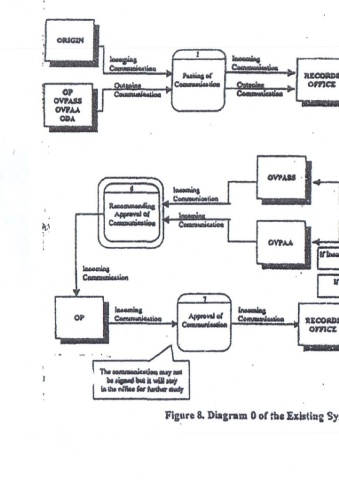 ORIGIN
Incoming
Communication
1
Passing of
Communication
Incoming
Communication
RECORDS
OFFICE
OP
OVPASS
OVPAA
ODA
Outgoing
Communication
Outgoing
Communication
OVPASS
Incoming
Communication
6
Recommending
Approval of
Communication
Incoming
Communication
OVPAA
If Inco
If
Incoming
Communication
OP
Incoming
Communication
7
Approval of
Communication
Incoming
Communication
RECORDS
OFFICE
The communication may not
be signed but it will stay
in the office for further study
Figure 8. Diagram 0 of the Existing Sy